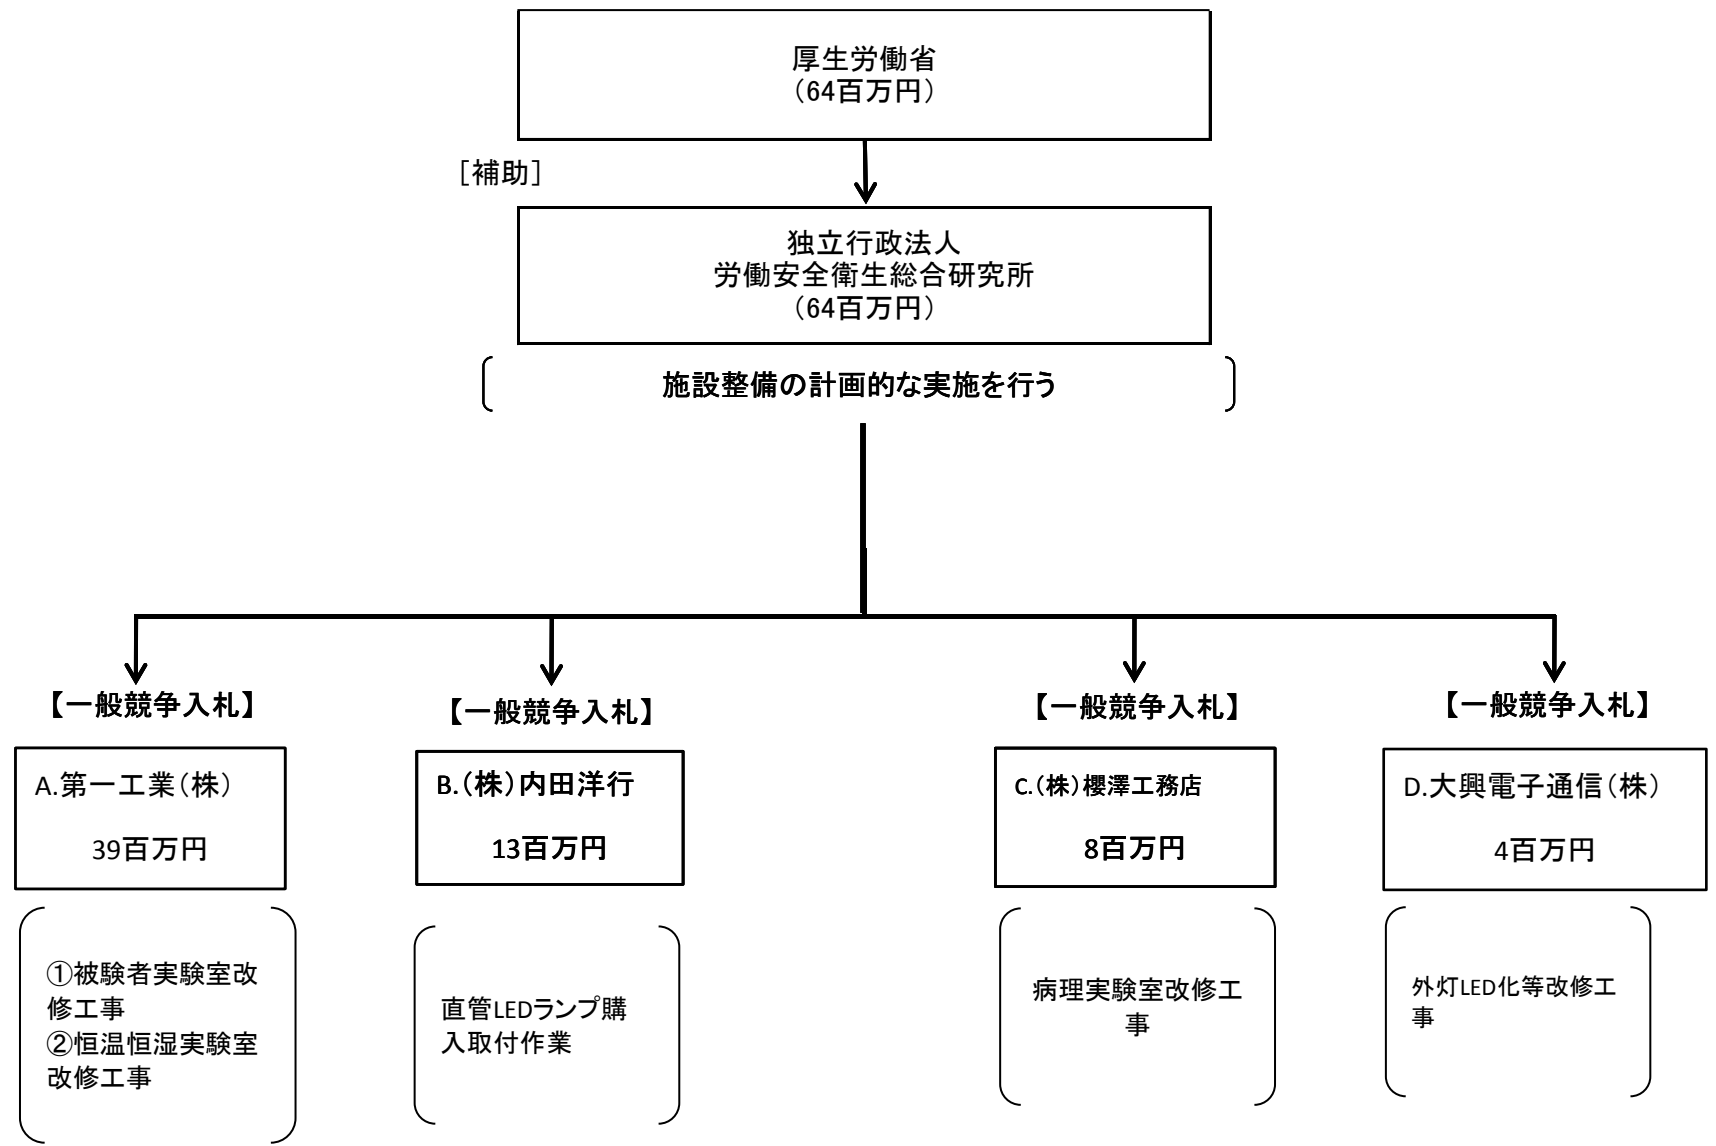 厚生労働省
（64百万円）
［補助］
独立行政法人
労働安全衛生総合研究所
（64百万円）
施設整備の計画的な実施を行う
【一般競争入札】
【一般競争入札】
【一般競争入札】
【一般競争入札】
A.第一工業（株）
39百万円
B.（株）内田洋行
13百万円
C.（株）櫻澤工務店
8百万円
D.大興電子通信（株）
4百万円
①被験者実験室改
修工事
②恒温恒湿実験室
改修工事
直管LEDランプ購
入取付作業
病理実験室改修工
事
外灯LED化等改修工
事